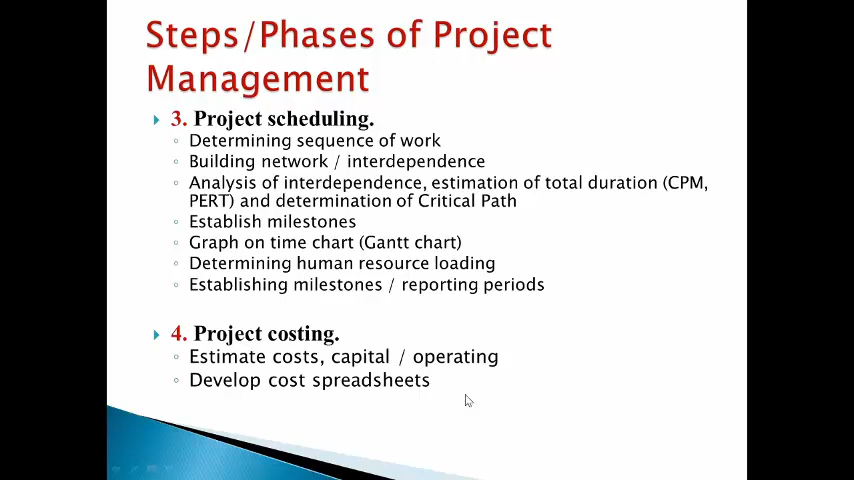 Steps/Phases of Project
Management
3. Project scheduling.
Determining sequence of work
Building network / interdependence
Analysis of interdependence, estimation of total duration (CPM,
PERT) and determination of Critical Path
Establish milestones
Graph on time chart (Gantt chart)
Determining human resource loading
Establishing milestones / reporting periods
4. Project costing.
Estimate costs, capital / operating
Develop cost spreadsheets